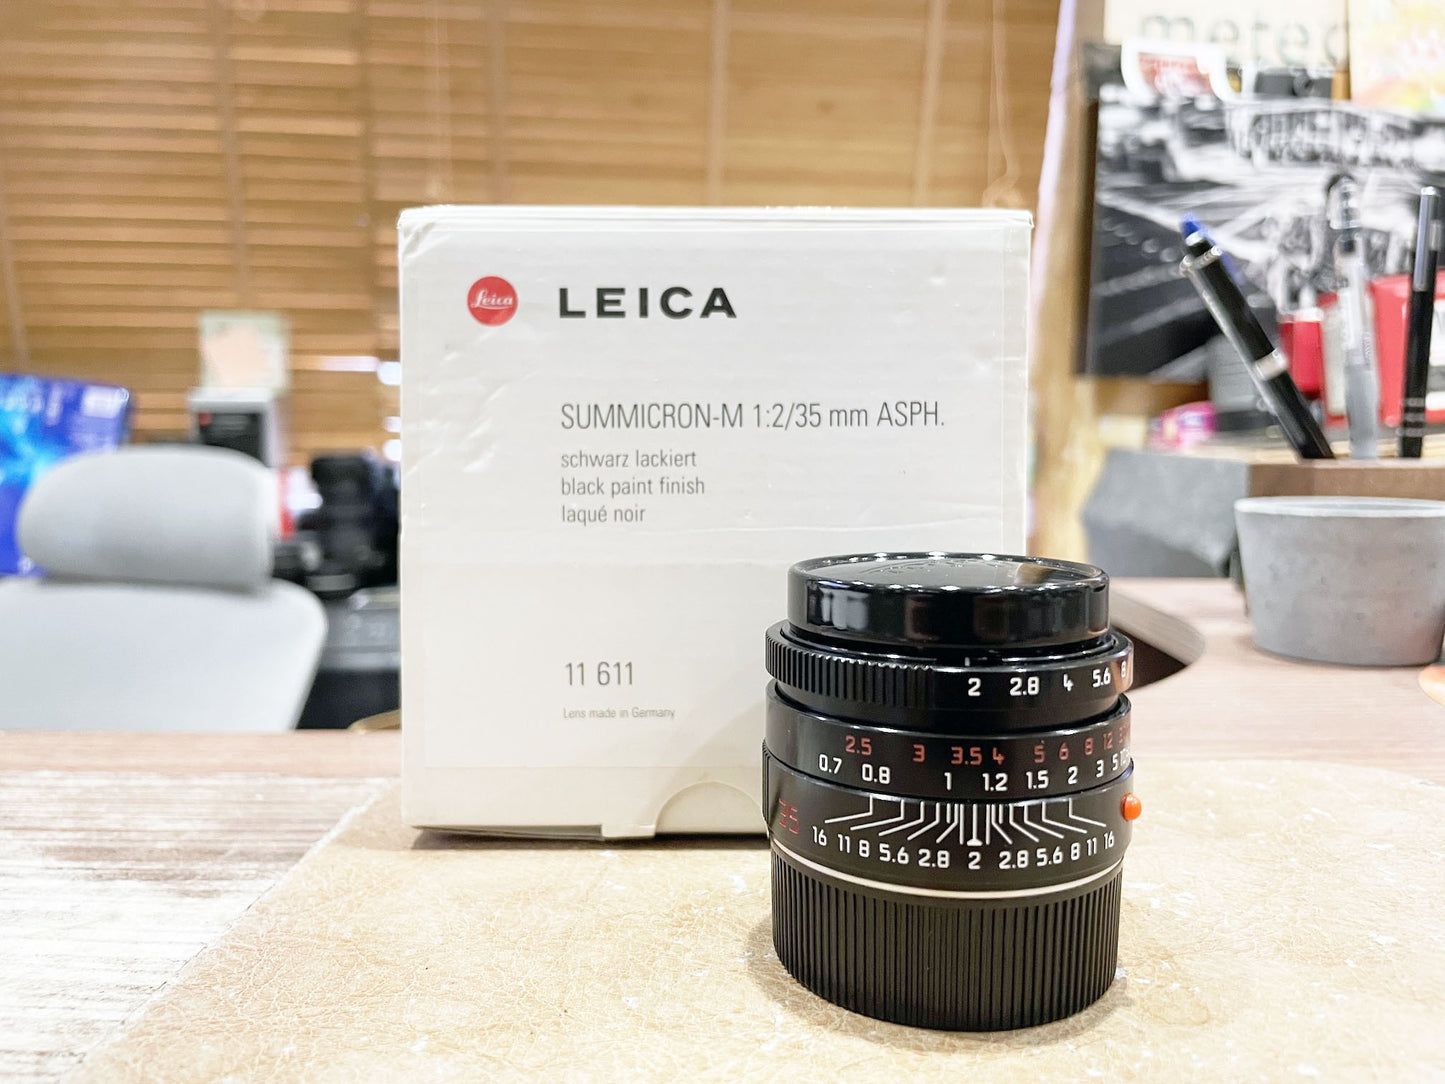 meter
Leica LEICA
SUMMICRON-M 1:2/35 mm ASPH.
schwarz lackiert
black paint finish
laqué noir
11 611
Lens made in Germany
2 2.8 4 5.6 8
2.5 3 3.5 4 5 6 8 12
0.7 0.8 1 1.2 1.5 2 3 5
35
16 11 8 5.6 2.8 2 2.8 5.6 8 11 16